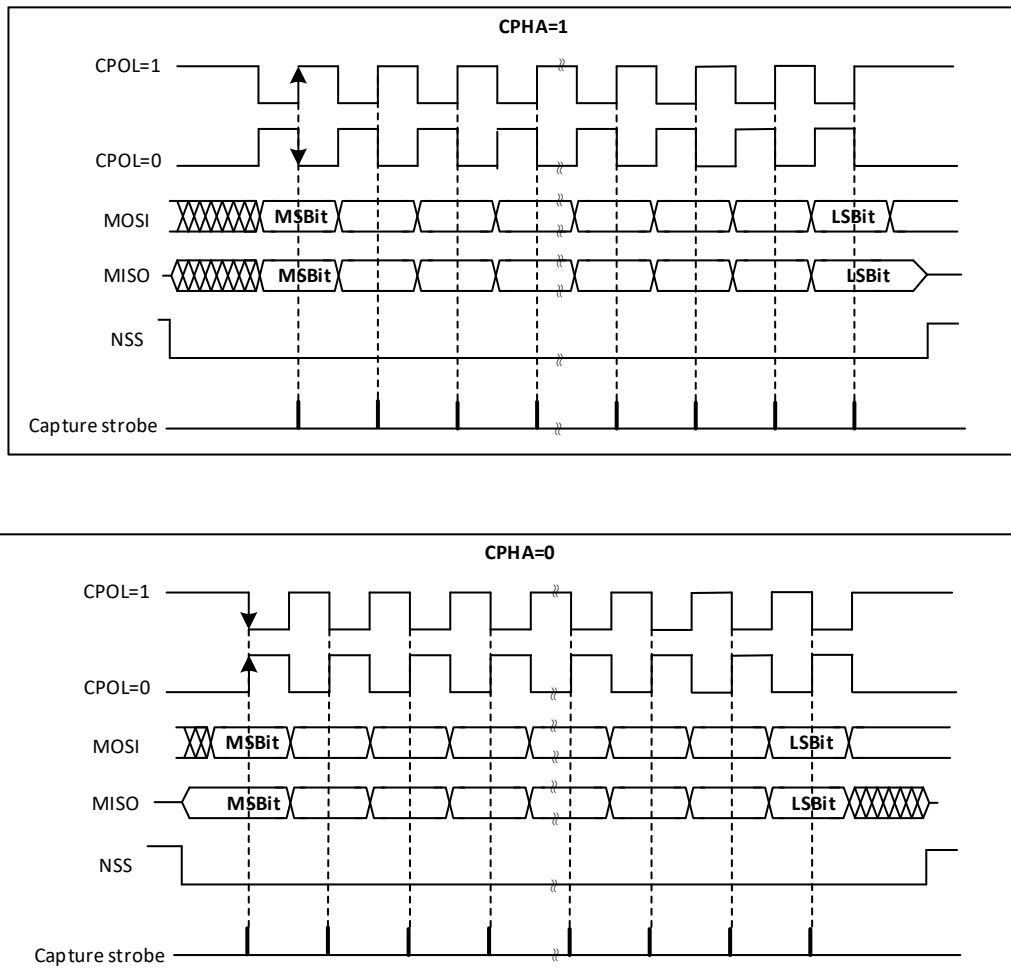 CPHA=1
CPOL=1
CPOL=0
MOSI MSBit LSBit
MISO MSBit LSBit
NSS
Capture strobe
CPHA=0
CPOL=1
CPOL=0
MOSI MSBit LSBit
MISO MSBit LSBit
NSS
Capture strobe